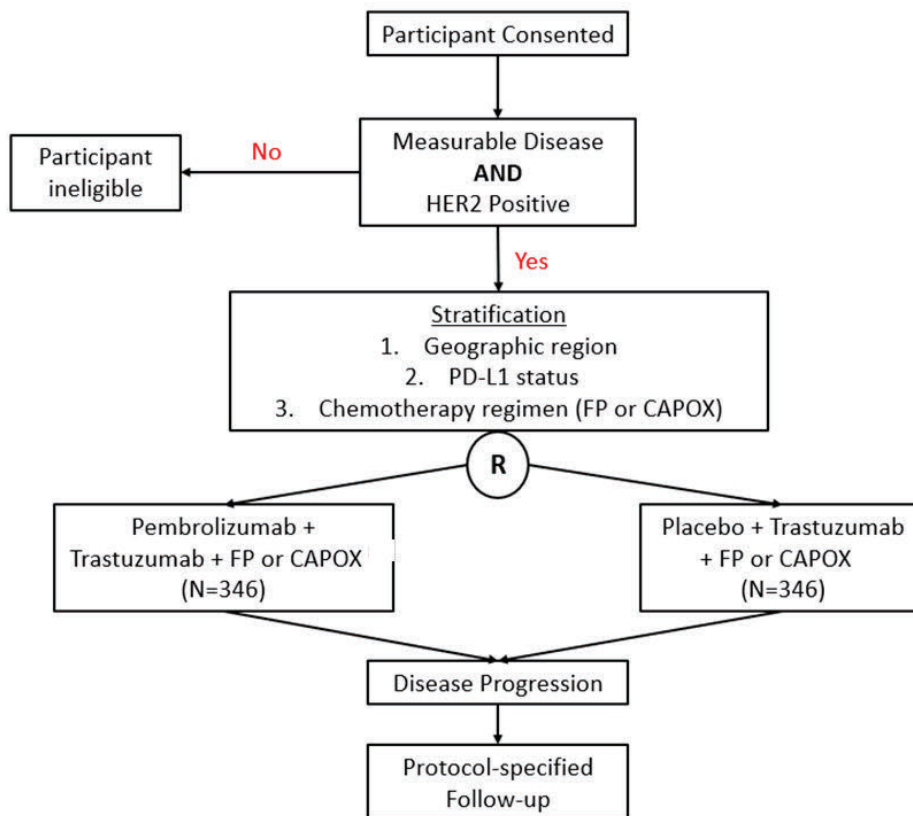 Participant Consented
Measurable Disease
AND
HER2 Positive
No
Participant
ineligible
Yes
Stratification
1. Geographic region
2. PD-L1 status
3. Chemotherapy regimen (FP or CAPOX)
R
Pembrolizumab +
Trastuzumab + FP or CAPOX
(N=346)
Placebo + Trastuzumab
+ FP or CAPOX
(N=346)
Disease Progression
Protocol-specified
Follow-up